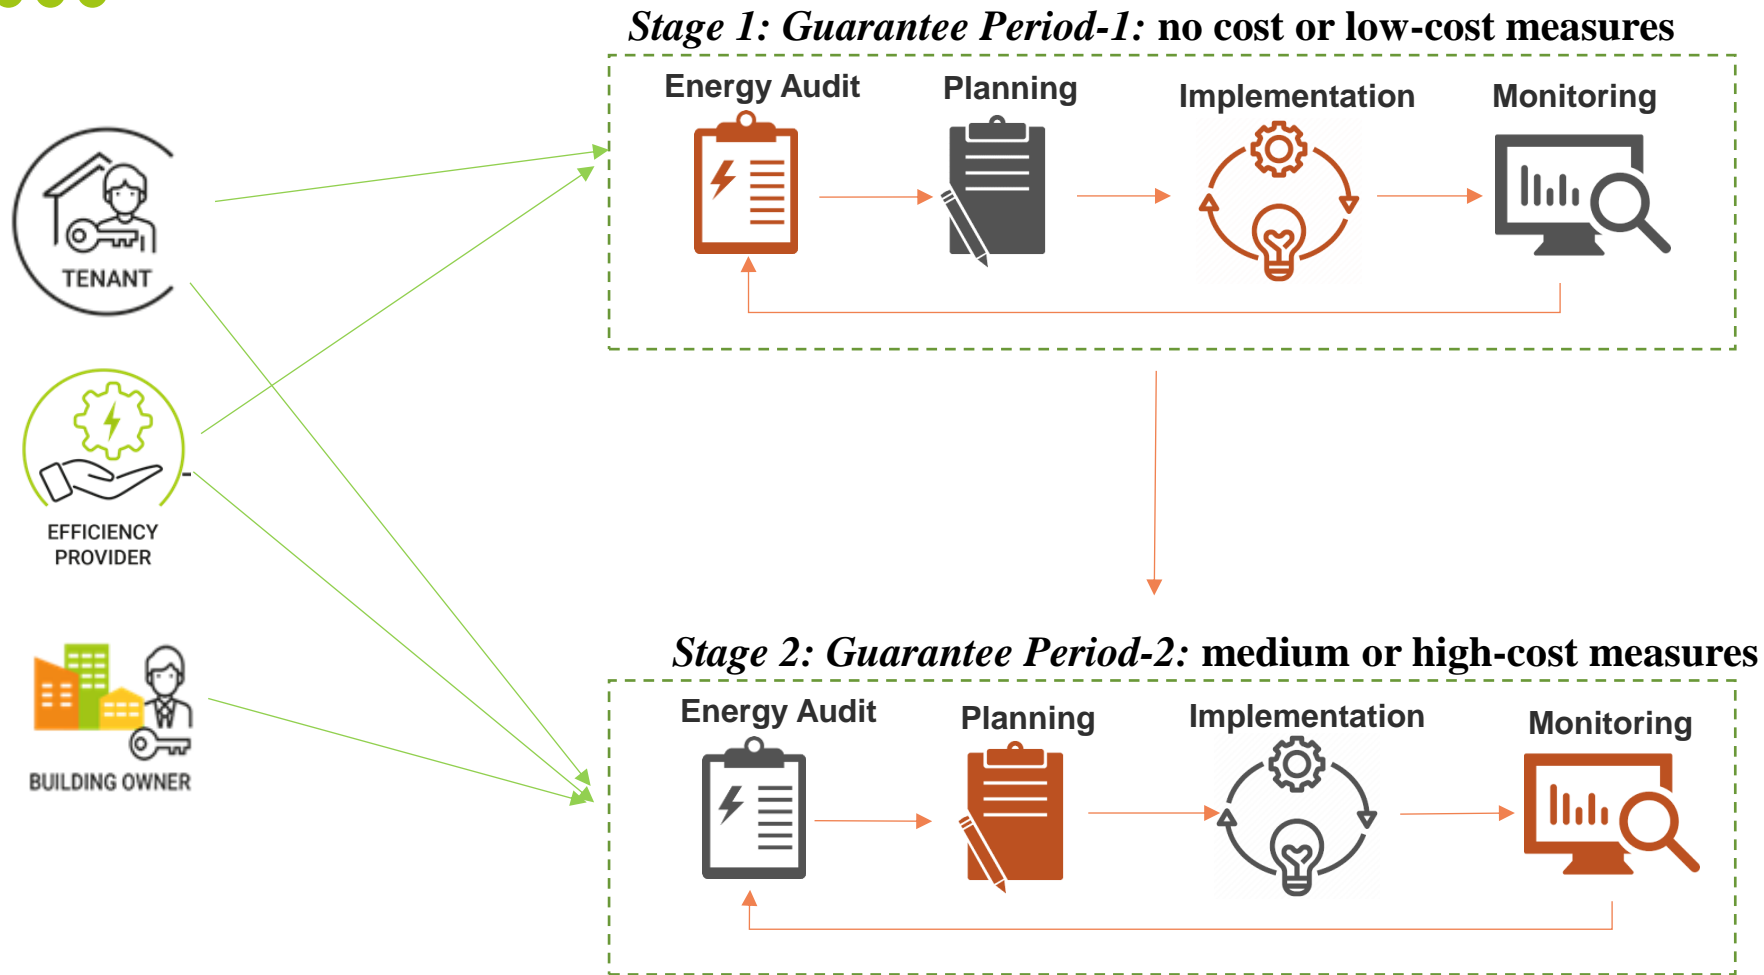 Stage 1: Guarantee Period-1: no cost or low-cost measures
Energy Audit
Planning
Implementation
Monitoring
TENANT
EFFICIENCY
PROVIDER
BUILDING OWNER
Stage 2: Guarantee Period-2: medium or high-cost measures
Energy Audit
Planning
Implementation
Monitoring